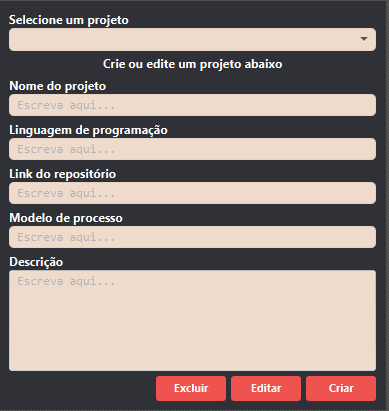 Selecione um projeto
Crie ou edite um projeto abaixo
Nome do projeto
Escreva aqui...
Linguagem de programação
Escreva aqui...
Link do repositório
Escreva aqui...
Modelo de processo
Escreva aqui...
Descrição
Escreva aqui...
Excluir Editar Criar